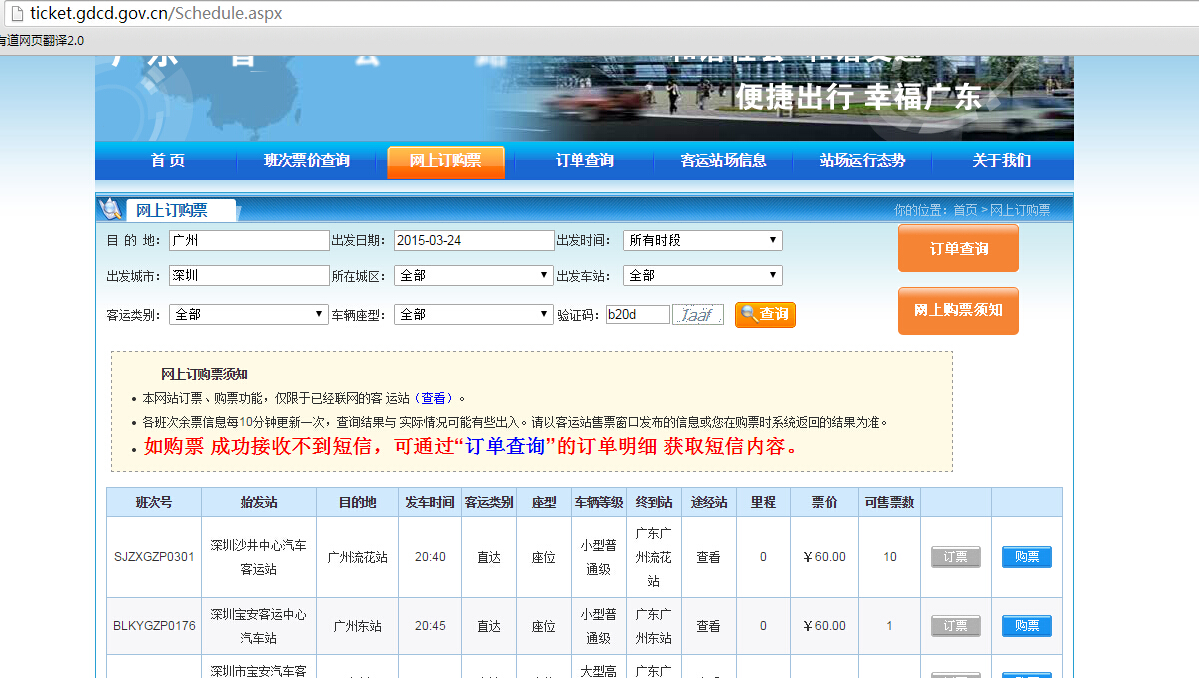 ticket.gdcd.gov.cn/Schedule.aspx
有道网页翻译2.0
便捷出行 幸福广东
首 页 班次票价查询 网上订购票 订单查询 客运站场信息 站场运行态势 关于我们
网上订购票 你的位置：首页 > 网上订购票
目 的 地： 广州 出发日期： 2015-03-24 出发时间： 所有时段
订单查询
出发城市： 深圳 所在城区： 全部 出发车站： 全部
客运类别： 全部 车辆座型： 全部 验证码： b20d 查询
网上购票须知
网上订购票须知
本网站订票、购票功能，仅限于已经联网的客 运站（查看）。
各班次余票信息每10分钟更新一次，查询结果与 实际情况可能有些出入。请以客运站售票窗口发布的信息或您在购票时系统返回的结果为准。
如购票 成功接收不到短信，可通过“订单查询”的订单明细 获取短信内容。
班次号 始发站 目的地 发车时间 客运类别 座型 车辆等级 终到站 途经站 里程 票价 可售票数
SJZXGZP0301 深圳沙井中心汽车客运站 广州流花站 20:40 直达 座位 小型普通级 广东广州流花站 查看 0 ￥60.00 10 订票 购票
BLKYGZP0176 深圳宝安客运中心汽车站 广州东站 20:45 直达 座位 小型普通级 广东广州东站 查看 0 ￥60.00 1 订票 购票
深圳市宝安汽车客 大型高 广东广